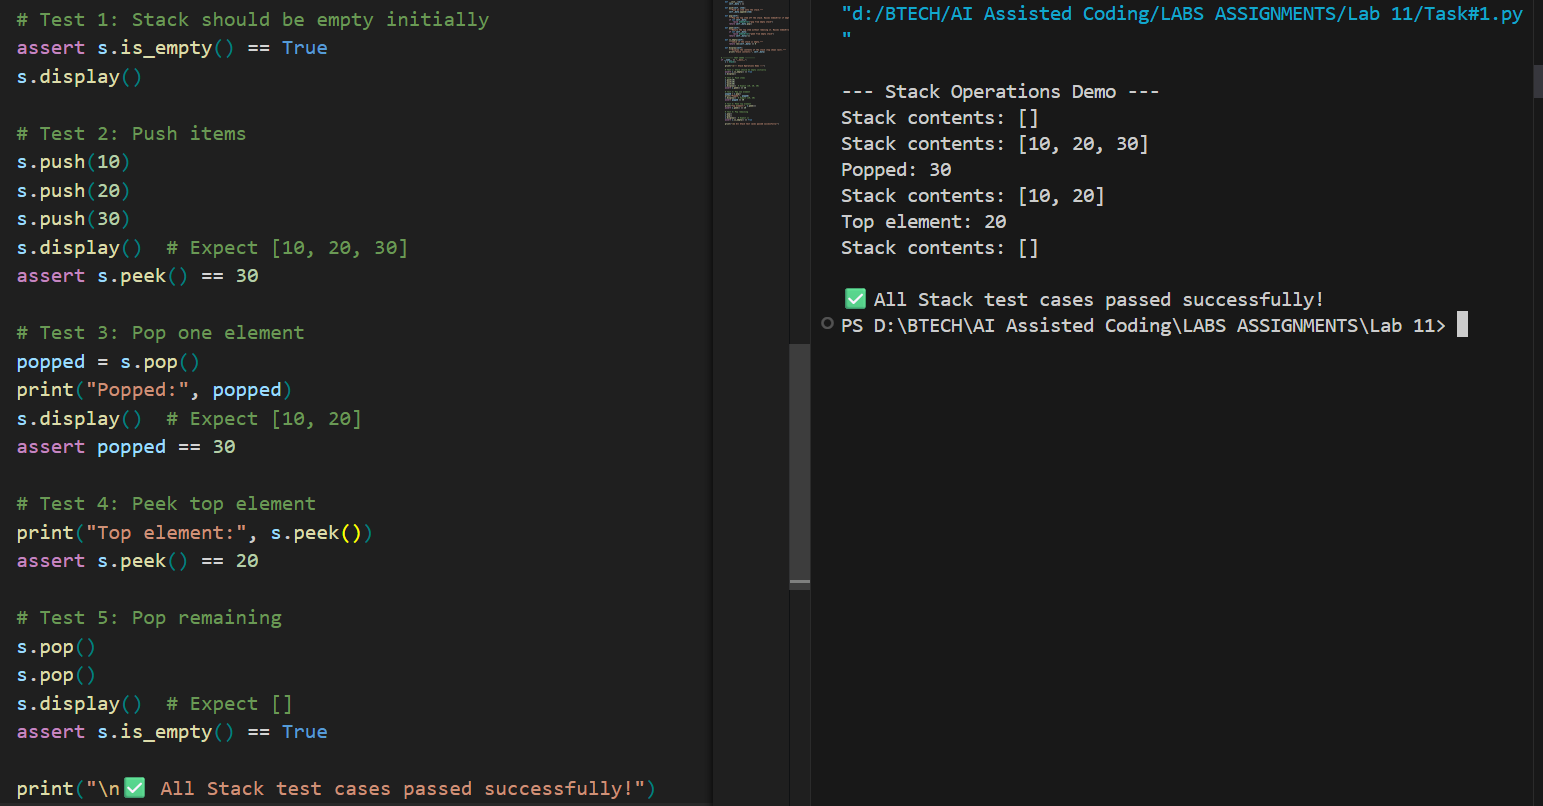 # Test 1: Stack should be empty initially
assert s.is_empty() == True
s.display()
# Test 2: Push items
s.push(10)
s.push(20)
s.push(30)
s.display()  # Expect [10, 20, 30]
assert s.peek() == 30
# Test 3: Pop one element
popped = s.pop()
print("Popped:", popped)
s.display()  # Expect [10, 20]
assert popped == 30
# Test 4: Peek top element
print("Top element:", s.peek())
assert s.peek() == 20
# Test 5: Pop remaining
s.pop()
s.pop()
s.display()  # Expect []
assert s.is_empty() == True
print("\n✅ All Stack test cases passed successfully!")
"d:/BTECH/AI Assisted Coding/LABS ASSIGNMENTS/Lab 11/Task#1.py
"
--- Stack Operations Demo ---
Stack contents: []
Stack contents: [10, 20, 30]
Popped: 30
Stack contents: [10, 20]
Top element: 20
Stack contents: []
✅ All Stack test cases passed successfully!
PS D:\BTECH\AI Assisted Coding\LABS ASSIGNMENTS\Lab 11>